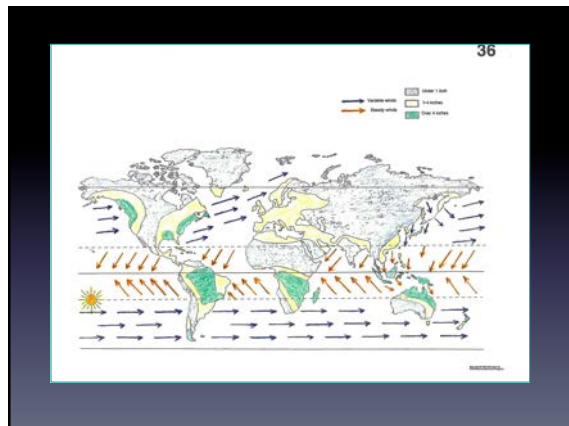 36
Under 1 inch
Variable winds
1-4 inches
Steady winds
Over 4 inches